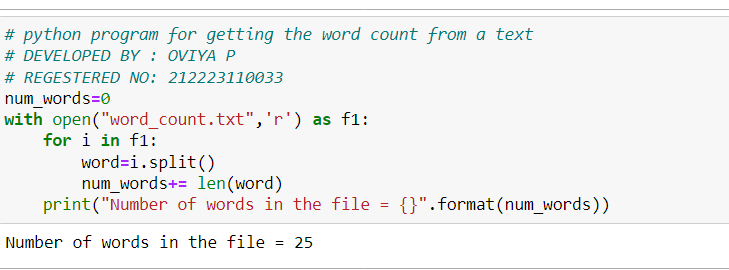 # python program for getting the word count from a text
# DEVELOPED BY : OVIYA P
# REGESTERED NO: 212223110033
num_words=0
with open("word_count.txt",'r') as f1:
    for i in f1:
        word=i.split()
        num_words+= len(word)
    print("Number of words in the file = {}".format(num_words))
Number of words in the file = 25